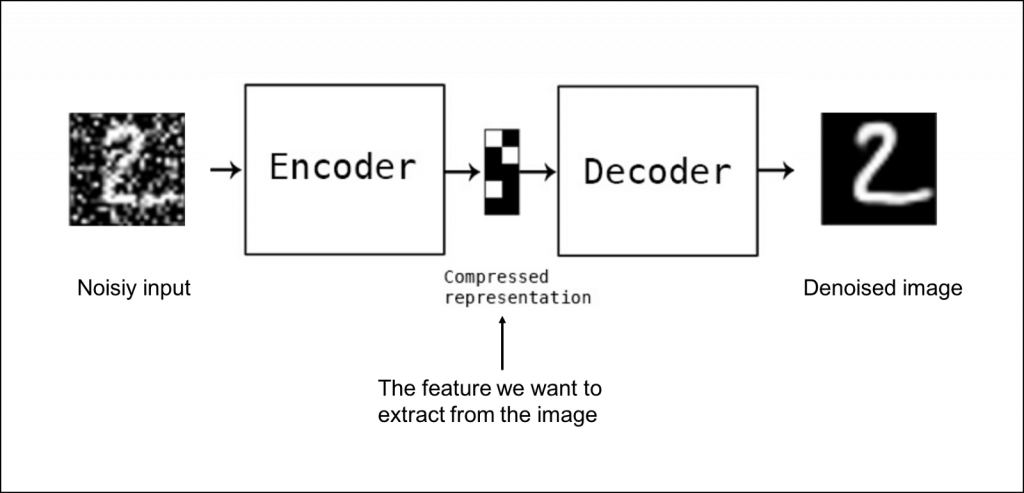 Encoder
Decoder
Noisiy input
Compressed
representation
Denoised image
The feature we want to
extract from the image